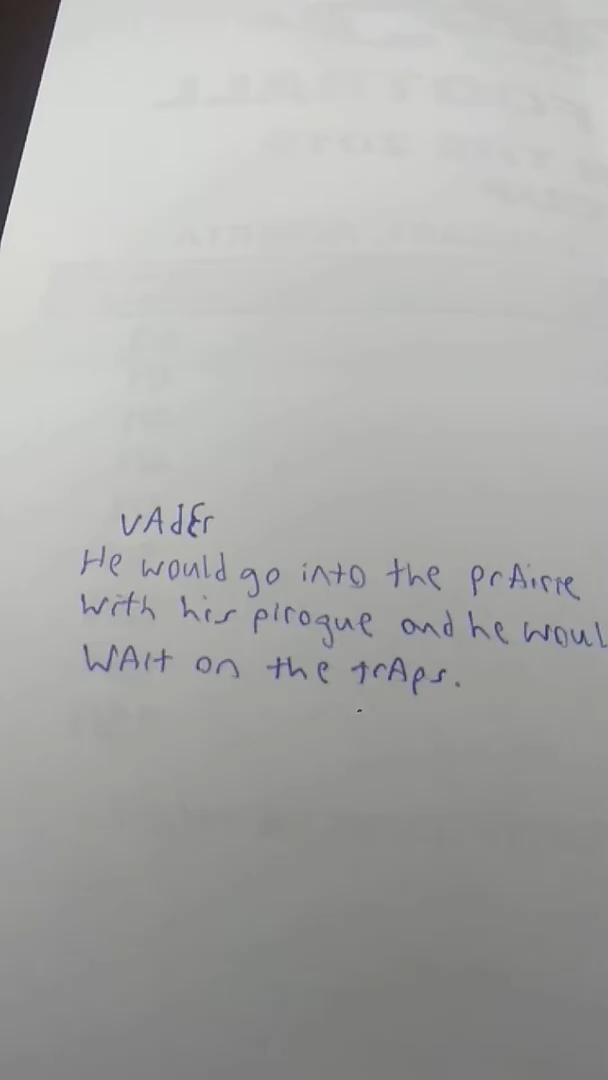 VAdEr
He would go into the prAirie
with his pirogue and he woul
WAit on the trAps.